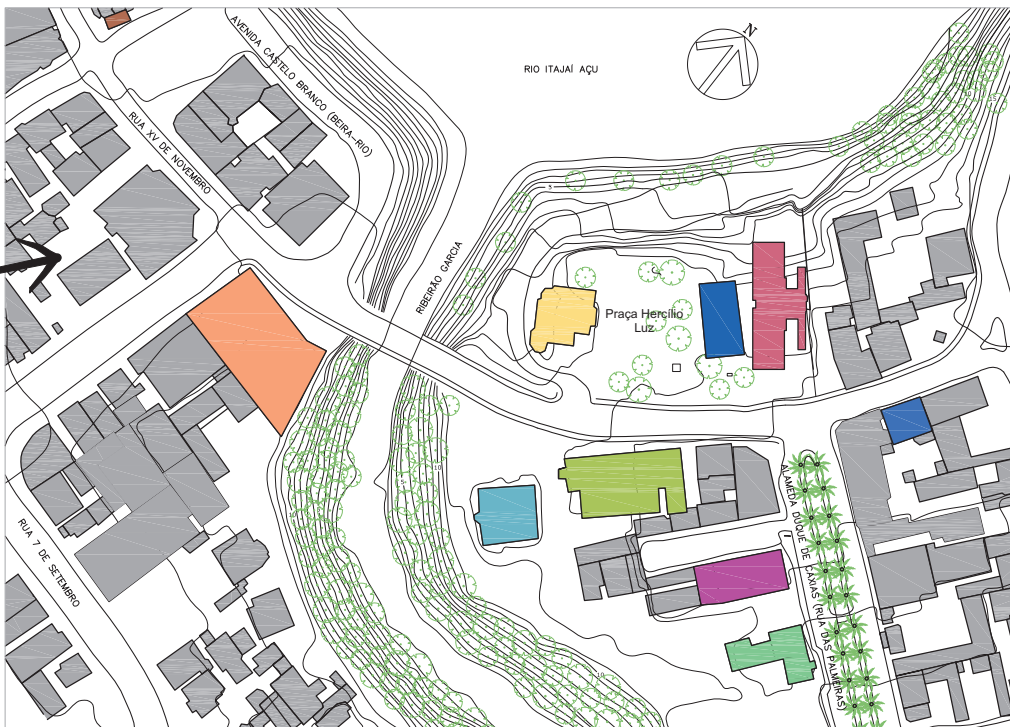 AVENIDA CASTELO BRANCO (BEIRA-RIO)
N
RIO ITAJAÍ AÇU
RUA XV DE NOVEMBRO
RIBEIRÃO GARCIA
Praça Hercílio
Luz
ALAMEDA DUQUE DE CAXIAS (RUA DAS PALMEIRAS)
RUA 7 DE SETEMBRO